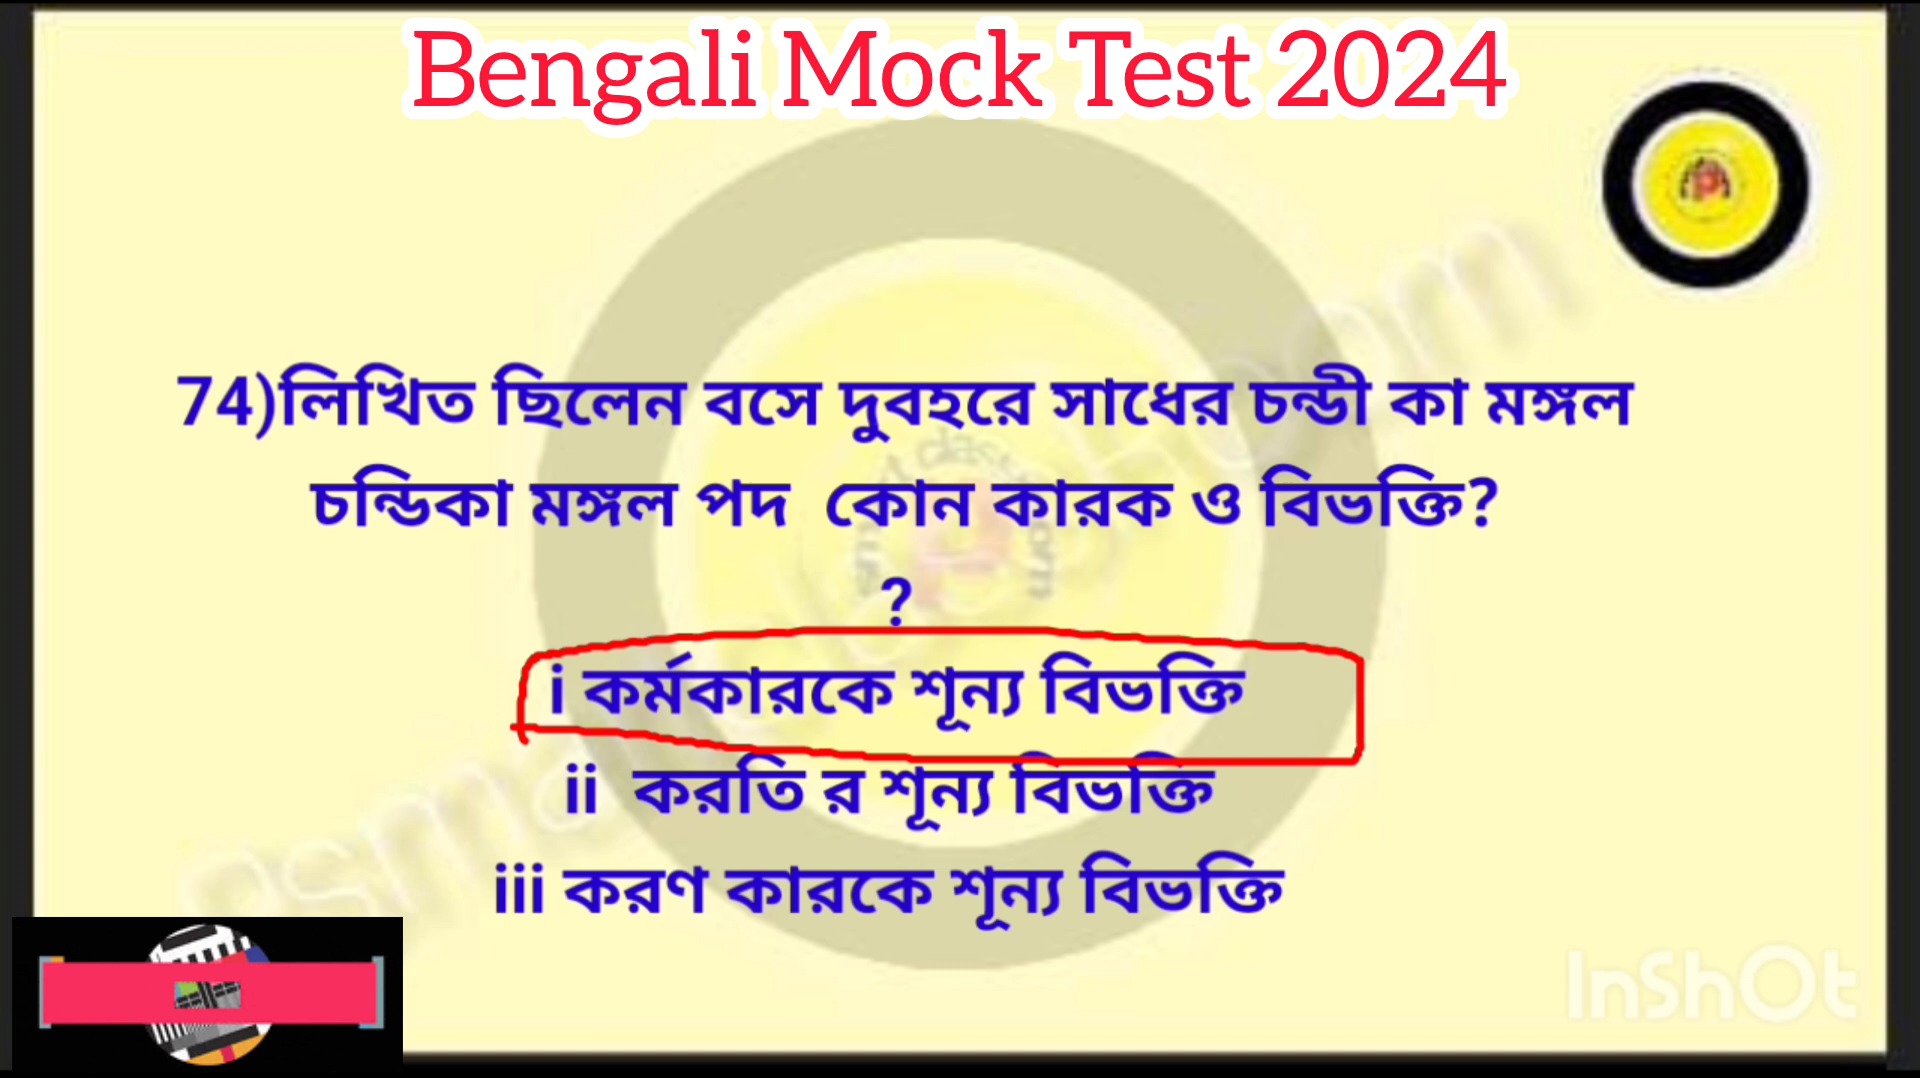 Bengali Mock Test 2024
74)লিখিত ছিলেন বসে দুবহরে সাধের চন্ডী কা মঙ্গল
চন্ডিকা মঙ্গল পদ কোন কারক ও বিভক্তি?
?
i কর্মকারকে শূন্য বিভক্তি
ii করতি র শূন্য বিভক্তি
iii করণ কারকে শূন্য বিভক্তি
InShOt